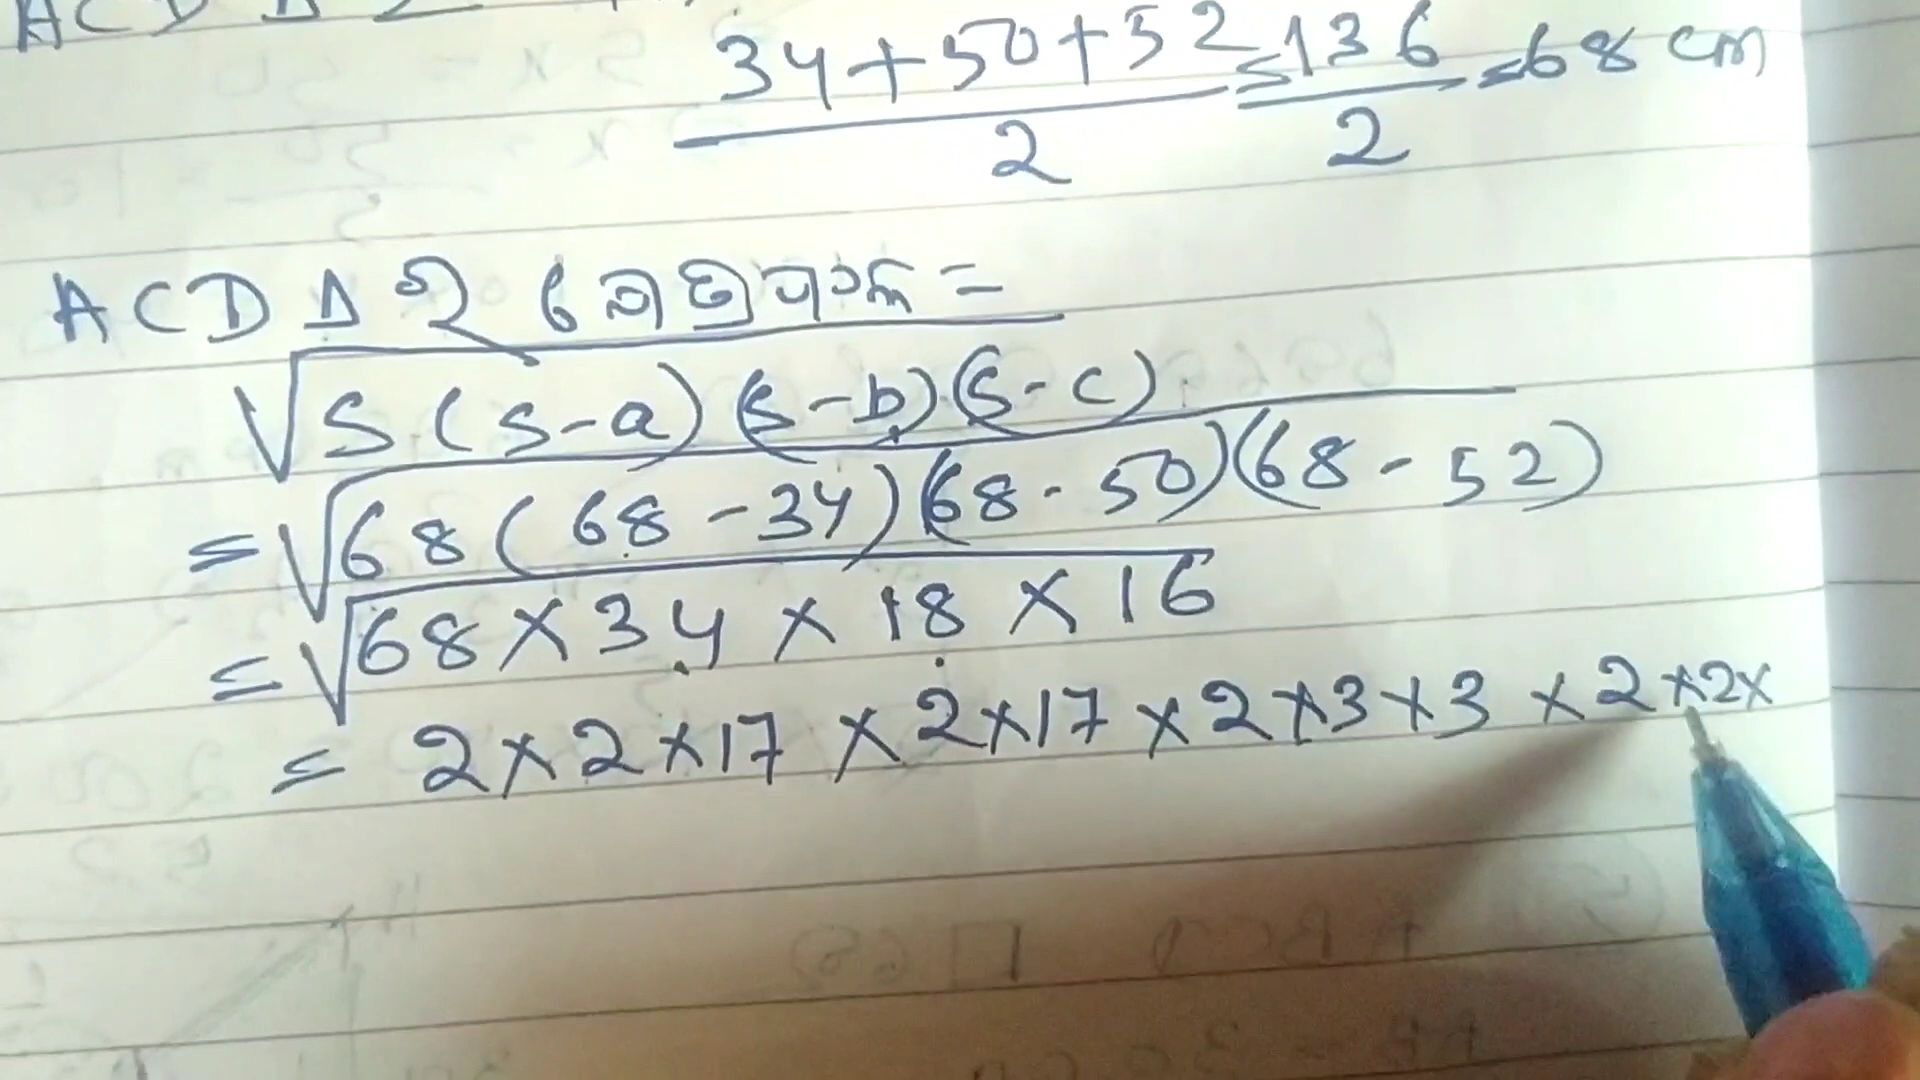 ACD Δ
34+50+52/2 = 136/2 = 68 cm
ACD Δ ର କ୍ଷେତ୍ରଫଳ =
√S(S-a)(S-b)(S-c)
= √68(68-34)(68-50)(68-52)
= √68×34×18×16
= 2×2×17×2×17×2×3×3×2×2×